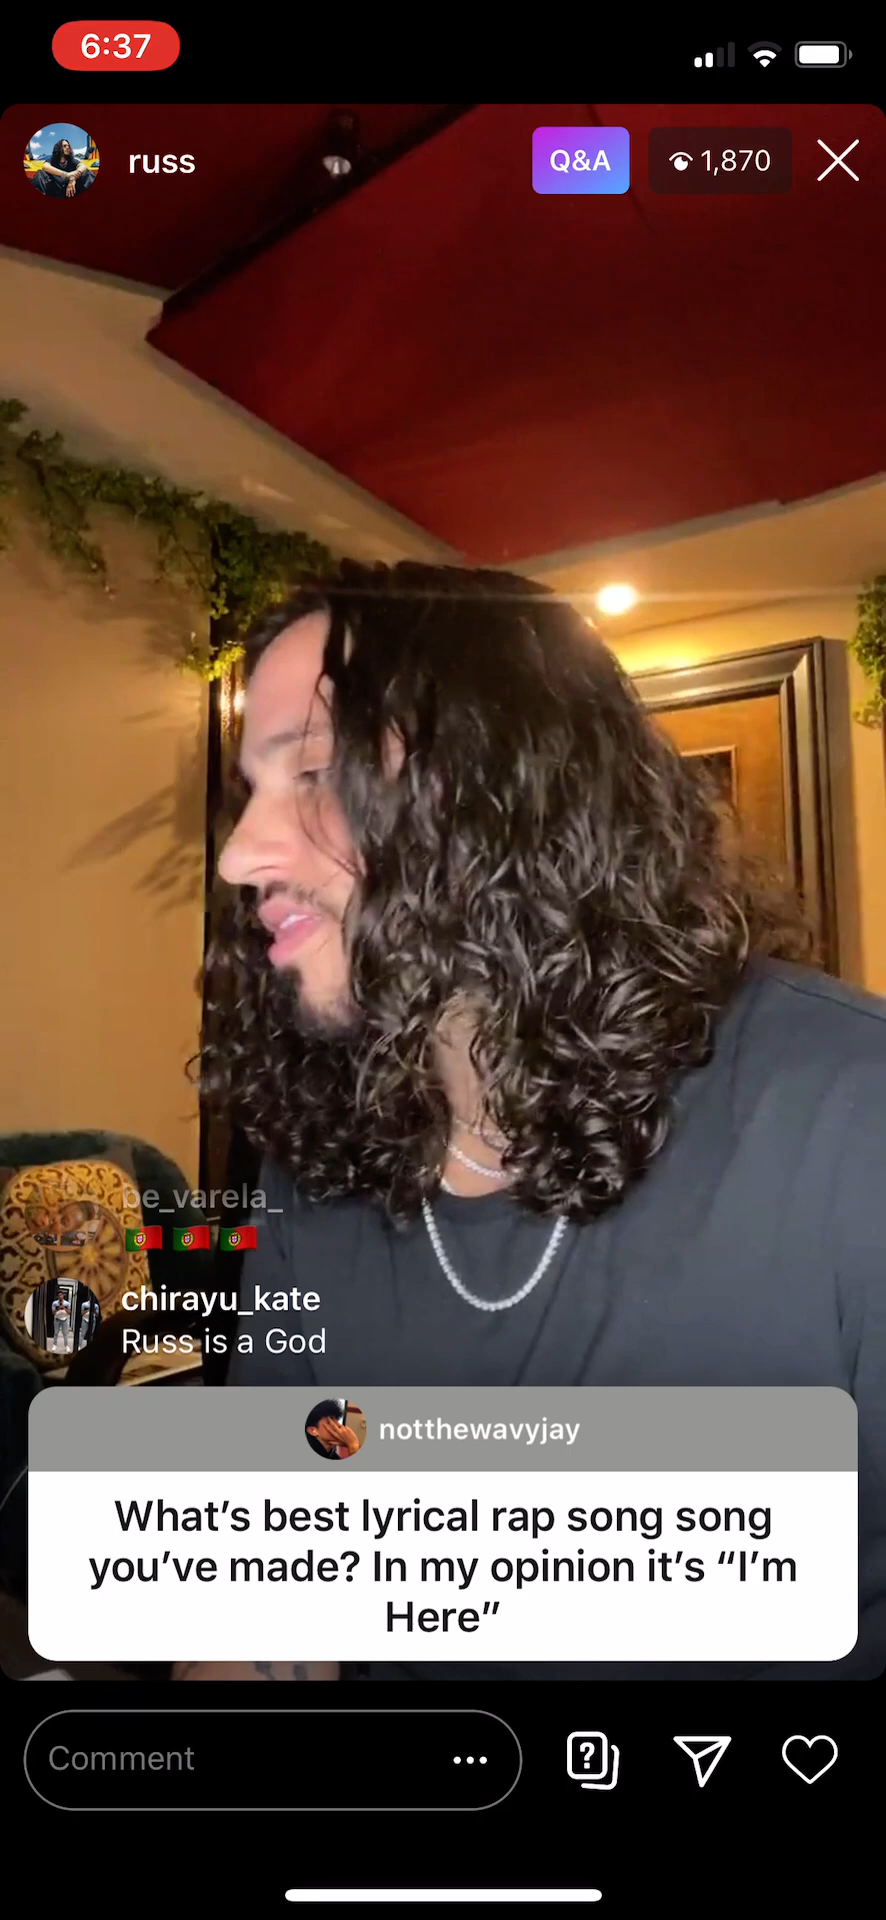 6:37
russ
Q&A
1,870
be_varela_
🇵🇹 🇵🇹 🇵🇹
chirayu_kate
Russ is a God
notthewavyjay
What’s best lyrical rap song song
you’ve made? In my opinion it’s “I’m
Here”
Comment